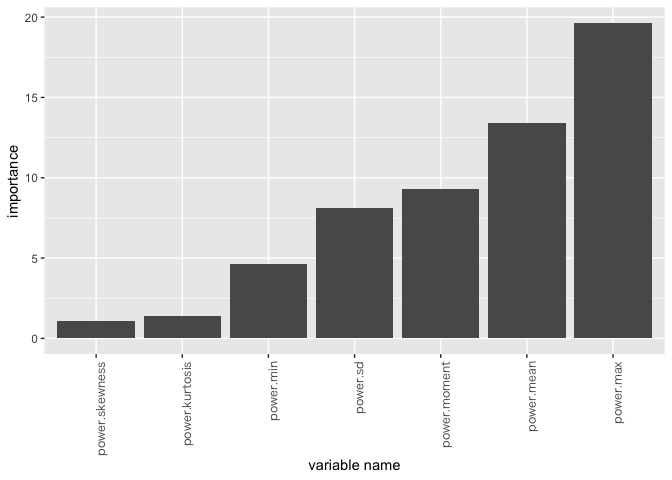 20
15
10
5
0
importance
power.skewness
power.kurtosis
power.min
power.sd
power.moment
power.mean
power.max
variable name